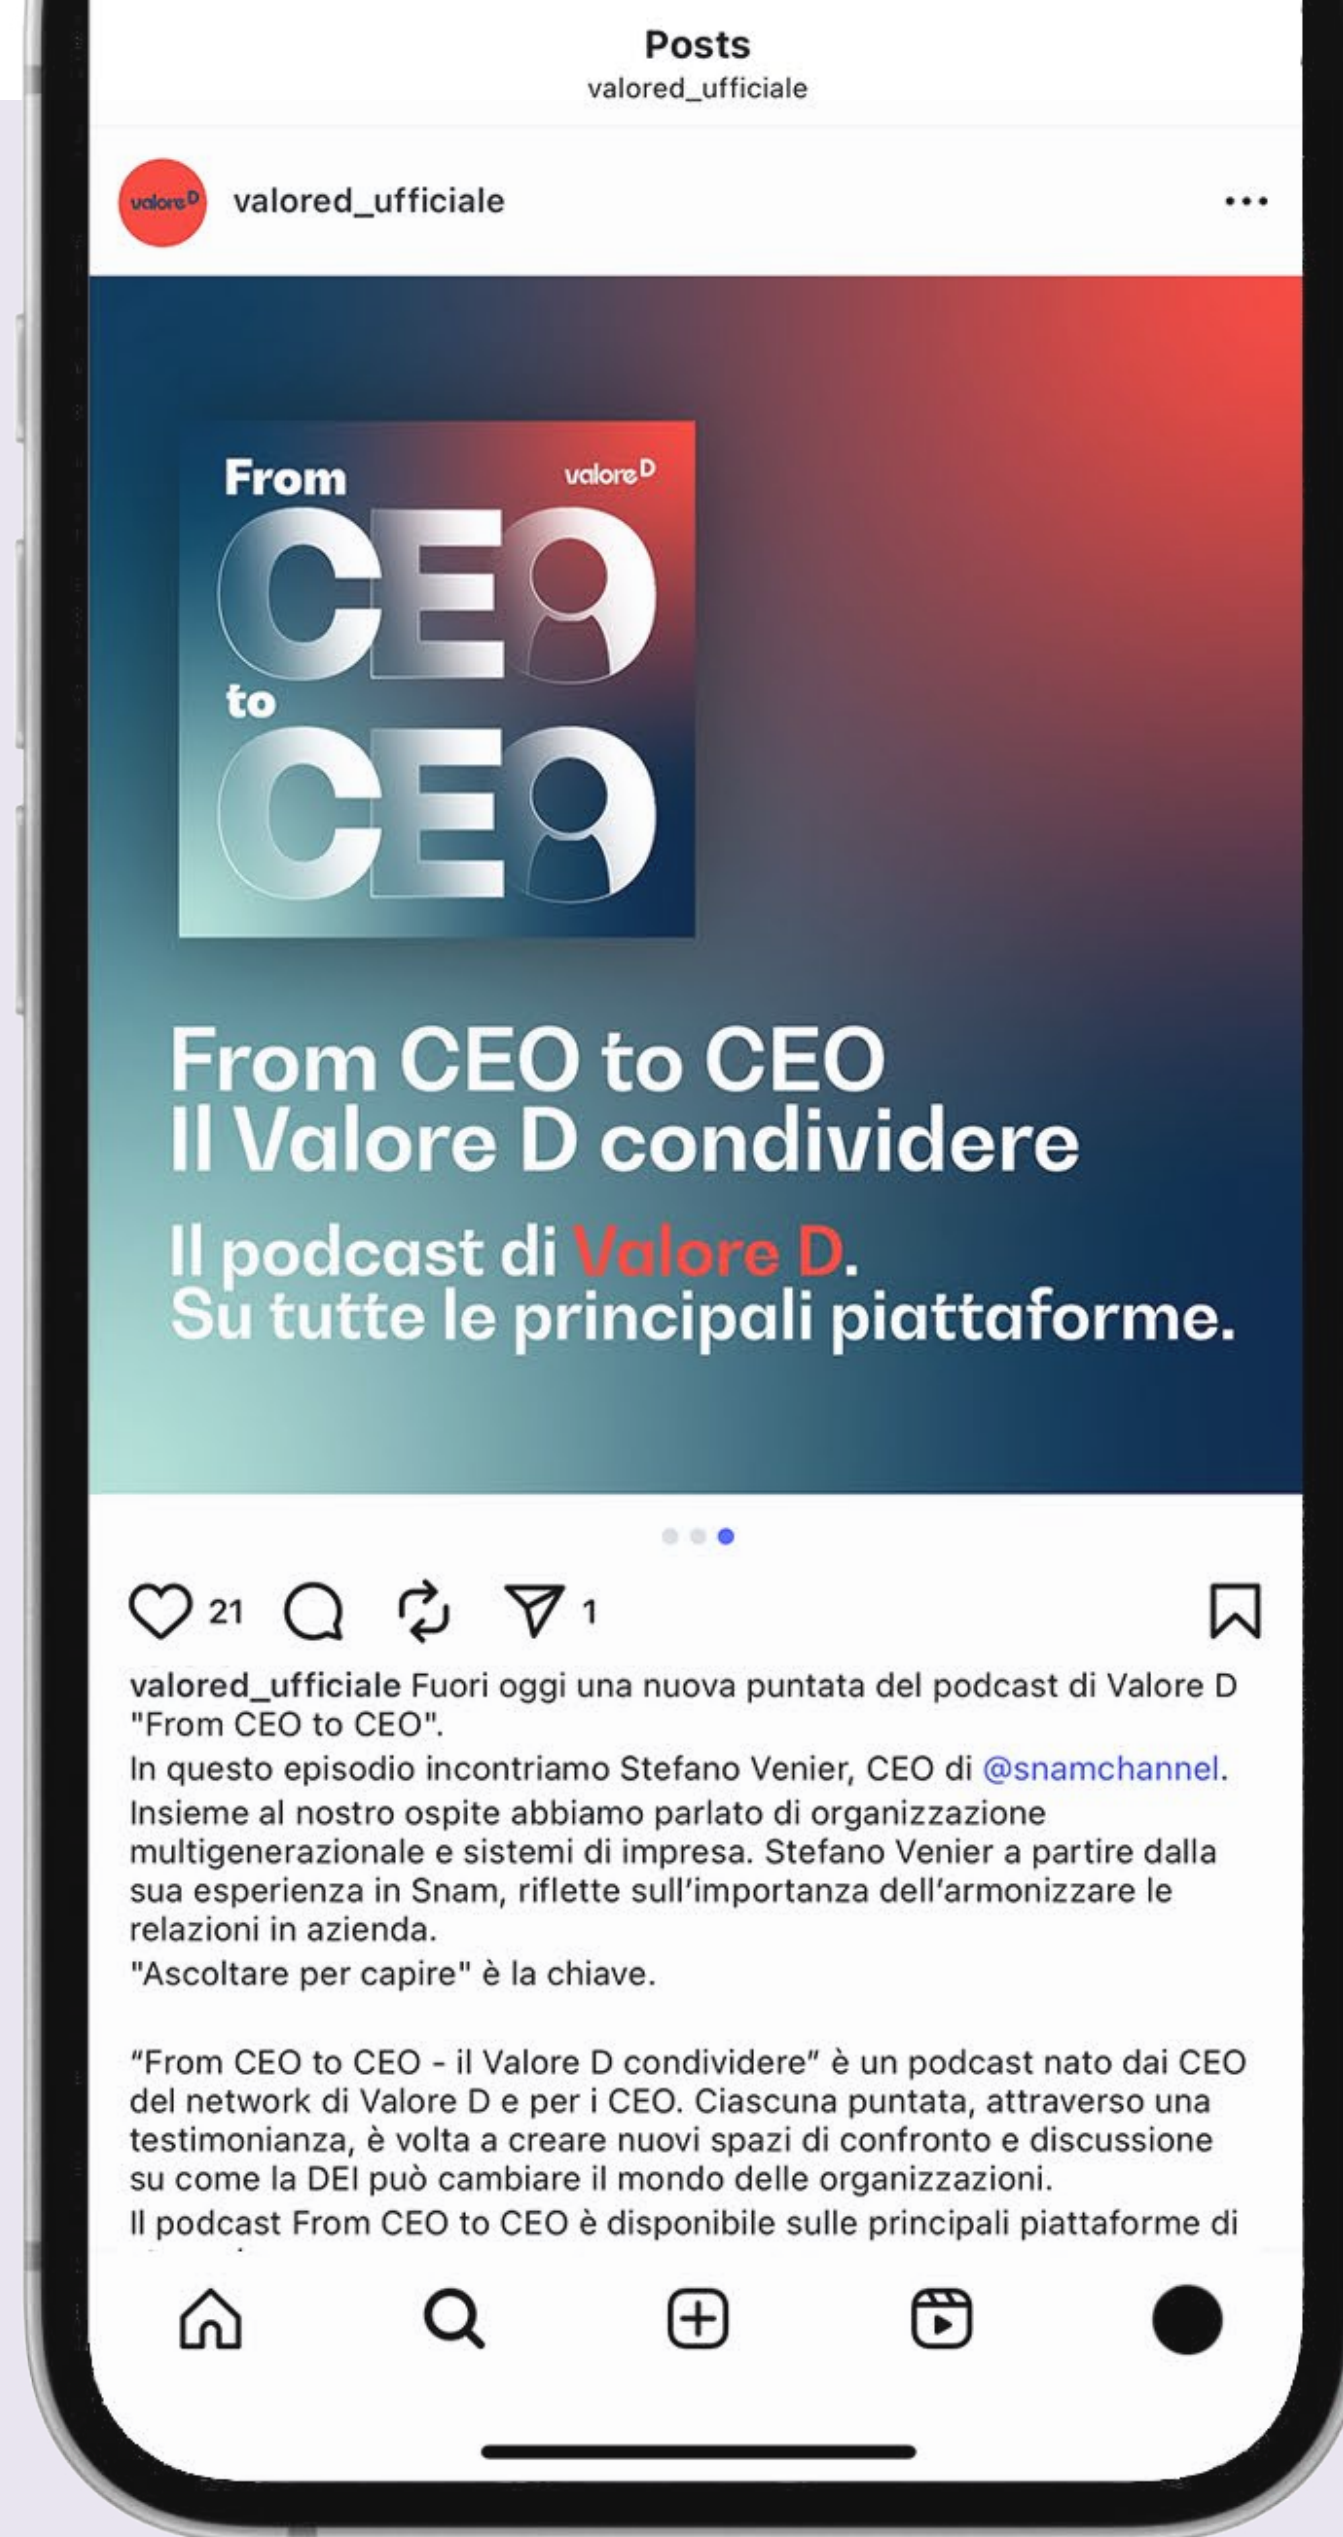 Posts
valored_ufficiale
valoreD
valored_ufficiale
From
valoreD
CEO
to
CEO
From CEO to CEO
Il Valore D condividere
Il podcast di Valore D.
Su tutte le principali piattaforme.
21
1
valored_ufficiale Fuori oggi una nuova puntata del podcast di Valore D
"From CEO to CEO".
In questo episodio incontriamo Stefano Venier, CEO di @snamchannel.
Insieme al nostro ospite abbiamo parlato di organizzazione
multigenerazionale e sistemi di impresa. Stefano Venier a partire dalla
sua esperienza in Snam, riflette sull’importanza dell’armonizzare le
relazioni in azienda.
"Ascoltare per capire" è la chiave.
“From CEO to CEO - il Valore D condividere” è un podcast nato dai CEO
del network di Valore D e per i CEO. Ciascuna puntata, attraverso una
testimonianza, è volta a creare nuovi spazi di confronto e discussione
su come la DEI può cambiare il mondo delle organizzazioni.
Il podcast From CEO to CEO è disponibile sulle principali piattaforme di